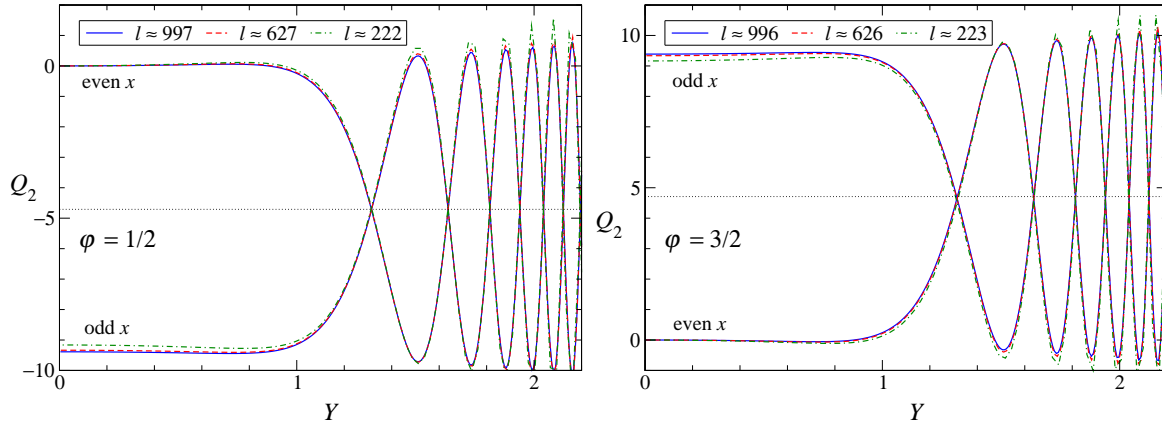 l ≈ 997 l ≈ 627 l ≈ 222
0
even x
Q₂
−5
φ = 1/2
odd x
−10
0 1 2
Y
l ≈ 996 l ≈ 626 l ≈ 223
10
odd x
5
Q₂
φ = 3/2
even x
0
0 1 2
Y